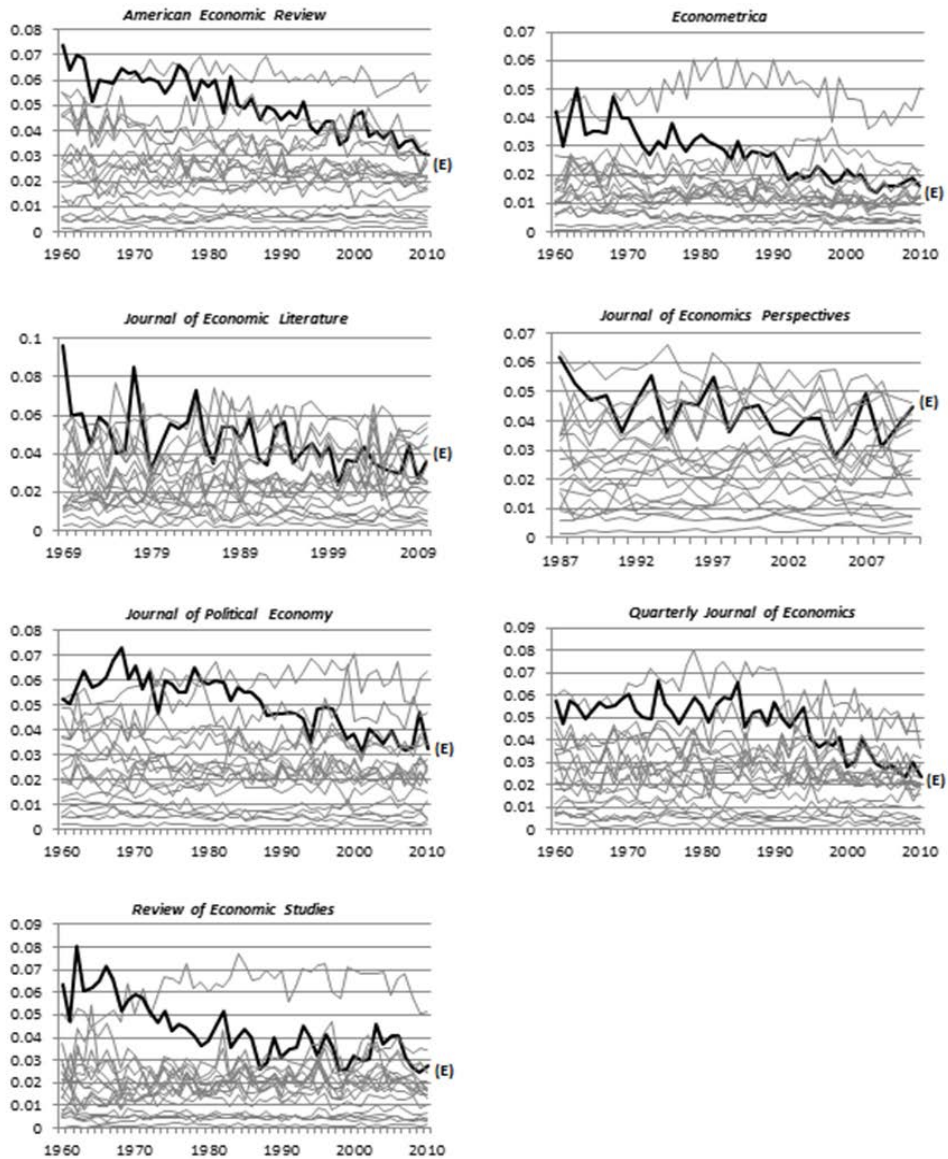 American Economic Review
0.08
0.07
0.06
0.05
0.04
0.03
0.02
0.01
0
(E)
1960 1970 1980 1990 2000 2010
Econometrica
0.07
0.06
0.05
0.04
0.03
0.02
0.01
0
(E)
1960 1970 1980 1990 2000 2010
Journal of Economic Literature
0.1
0.08
0.06
0.04
0.02
0
(E)
1969 1979 1989 1999 2009
Journal of Economics Perspectives
0.07
0.06
0.05
0.04
0.03
0.02
0.01
0
(E)
1987 1992 1997 2002 2007
Journal of Political Economy
0.08
0.07
0.06
0.05
0.04
0.03
0.02
0.01
0
(E)
1960 1970 1980 1990 2000 2010
Quarterly Journal of Economics
0.09
0.08
0.07
0.06
0.05
0.04
0.03
0.02
0.01
0
(E)
1960 1970 1980 1990 2000 2010
Review of Economic Studies
0.09
0.08
0.07
0.06
0.05
0.04
0.03
0.02
0.01
0
(E)
1960 1970 1980 1990 2000 2010